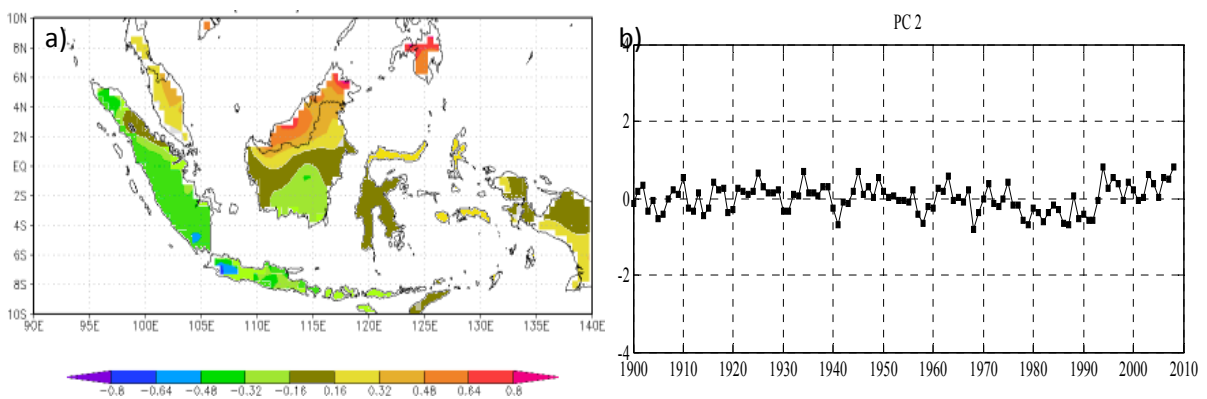 a)
10N
8N
6N
4N
2N
EQ
2S
4S
6S
8S
10S
90E 95E 100E 105E 110E 115E 120E 125E 130E 135E 140E
-0.8 -0.64 -0.48 -0.32 -0.16 0.16 0.32 0.48 0.64 0.8
b)
PC 2
4
2
0
-2
-4
1900 1910 1920 1930 1940 1950 1960 1970 1980 1990 2000 2010